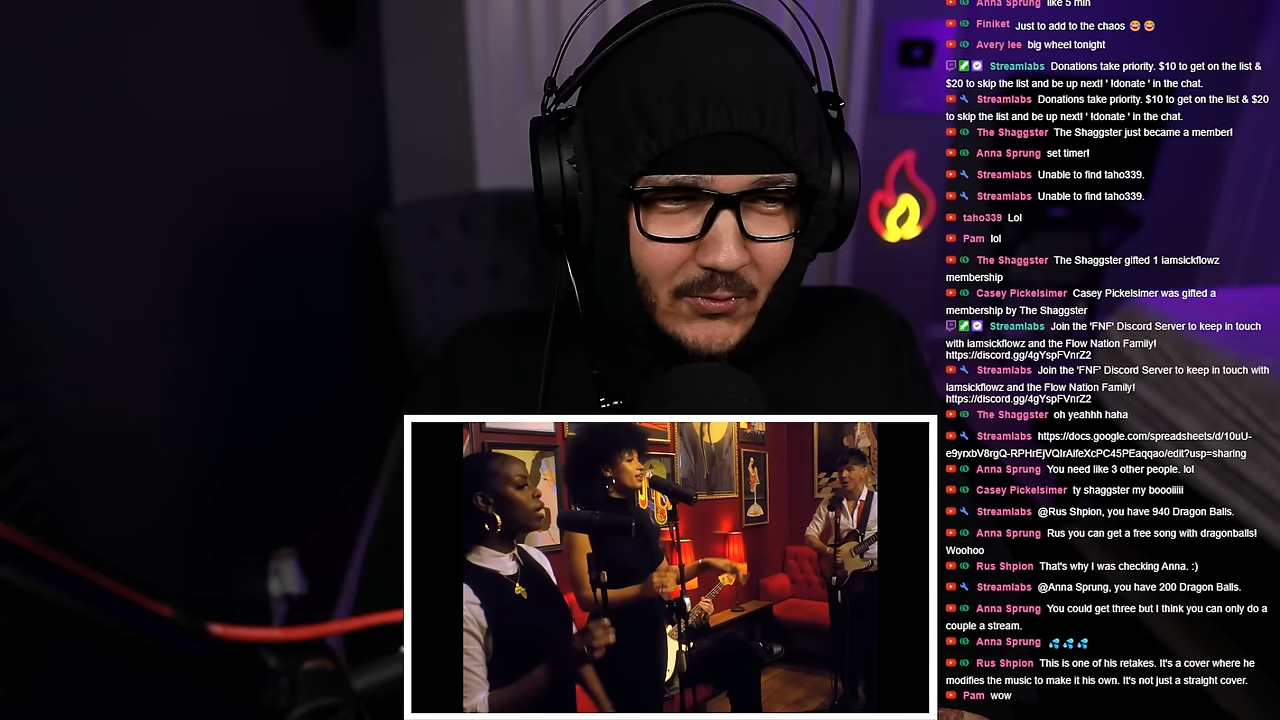 Anna Sprung like 5 min
Finiket Just to add to the chaos
Avery lee big wheel tonight
Streamlabs Donations take priority. $10 to get on the list &
$20 to skip the list and be up next! ' !donate ' in the chat.
Streamlabs Donations take priority. $10 to get on the list & $20
to skip the list and be up next! ' !donate ' in the chat.
The Shaggster The Shaggster just became a member!
Anna Sprung set timer!
Streamlabs Unable to find taho339.
Streamlabs Unable to find taho339.
taho339 Lol
Pam lol
The Shaggster The Shaggster gifted 1 iamsickflowz
membership
Casey Pickelsimer Casey Pickelsimer was gifted a
membership by The Shaggster
Streamlabs Join the 'FNF' Discord Server to keep in touch
with iamsickflowz and the Flow Nation Family!
https://discord.gg/4gYspFVnrZ2
Streamlabs Join the 'FNF' Discord Server to keep in touch with
iamsickflowz and the Flow Nation Family!
https://discord.gg/4gYspFVnrZ2
The Shaggster oh yeahhh haha
Streamlabs https://docs.google.com/spreadsheets/d/10uU-
e9yrxbV8rgQ-RPHrEjVQIrAifeXcPC45PEaqqao/edit?usp=sharing
Anna Sprung You need like 3 other people. lol
Casey Pickelsimer ty shaggster my boooiiiii
Streamlabs @Rus Shpion, you have 940 Dragon Balls.
Anna Sprung Rus you can get a free song with dragonballs!
Woohoo
Rus Shpion That's why I was checking Anna. :)
Streamlabs @Anna Sprung, you have 200 Dragon Balls.
Anna Sprung You could get three but I think you can only do a
couple a stream.
Anna Sprung
Rus Shpion This is one of his retakes. It's a cover where he
modifies the music to make it his own. It's not just a straight cover.
Pam wow